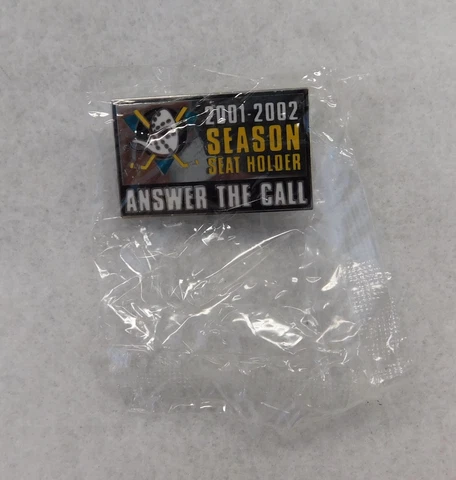 2001-2002
SEASON
SEAT HOLDER
ANSWER THE CALL